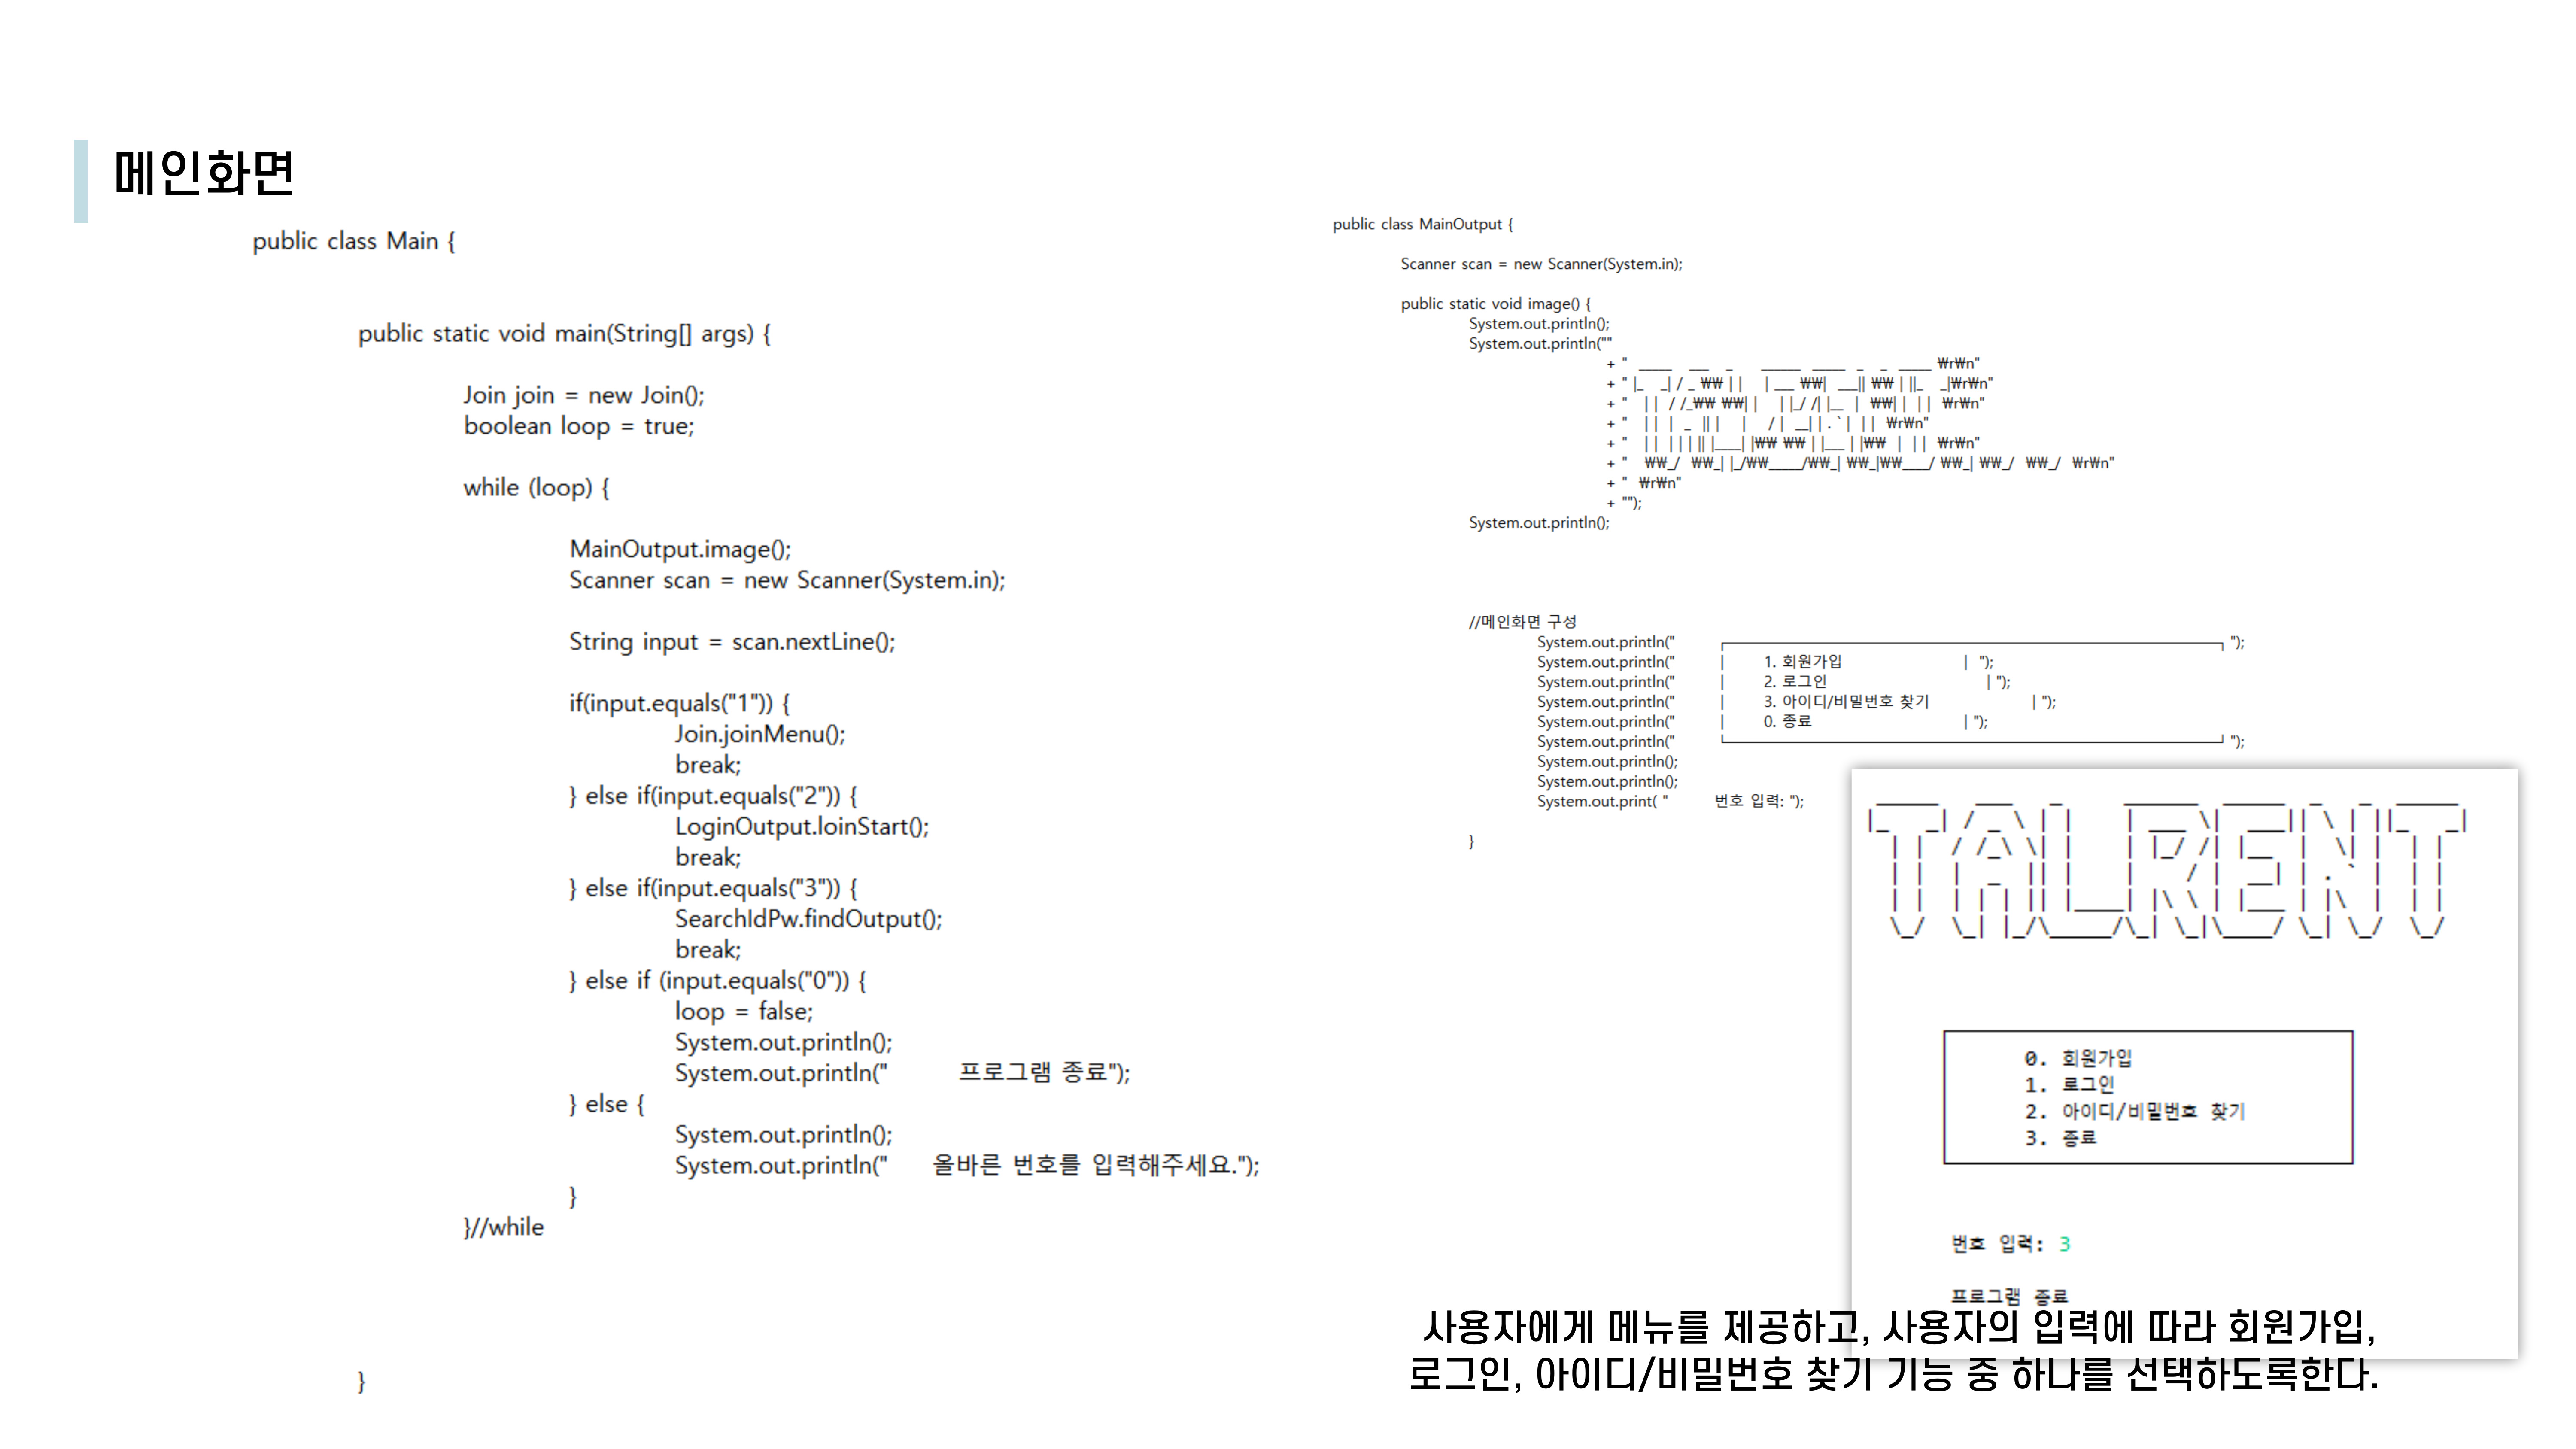 메인화면
public class Main {
public static void main(String[] args) {
Join join = new Join();
boolean loop = true;
while (loop) {
MainOutput.image();
Scanner scan = new Scanner(System.in);
String input = scan.nextLine();
if(input.equals("1")) {
Join.joinMenu();
break;
} else if(input.equals("2")) {
LoginOutput.loinStart();
break;
} else if(input.equals("3")) {
SearchIdPw.findOutput();
break;
} else if (input.equals("0")) {
loop = false;
System.out.println();
System.out.println("          프로그램 종료");
} else {
System.out.println();
System.out.println("      올바른 번호를 입력해주세요.");
}
}//while
}
public class MainOutput {
Scanner scan = new Scanner(System.in);
public static void image() {
System.out.println();
System.out.println(""
+ "  ____   ___   _     _____  ____  _   _  ____ ₩r₩n"
+ " |_   _| / _ ₩₩ | |    | ___ ₩₩|  ___|| ₩₩ | ||_   _|₩r₩n"
+ "   | |  / /_₩₩ ₩₩| |    | |_/ /| |__  |  ₩₩| |  | |  ₩r₩n"
+ "   | |  |  _  || |    |    / |  __| | . ` |  | |  ₩r₩n"
+ "   | |  | | | || |____| |₩₩ ₩₩ | |___ | |₩₩  |  | |  ₩r₩n"
+ "   ₩₩_/  ₩₩_| |_/₩₩_____/₩₩_| ₩₩_|₩₩____/ ₩₩_| ₩₩_/  ₩₩_/  ₩r₩n"
+ "  ₩r₩n"
+ "");
System.out.println();
//메인화면 구성
System.out.println("      ┌──────────────────────────────┐ ");
System.out.println("      |     1. 회원가입                |  ");
System.out.println("      |     2. 로그인                  | ");
System.out.println("      |     3. 아이디/비밀번호 찾기            | ");
System.out.println("      |     0. 종료                  | ");
System.out.println("      └──────────────────────────────┘ ");
System.out.println();
System.out.println();
System.out.print( "      번호 입력: ");
}
TALRENT
0. 회원가입
1. 로그인
2. 아이디/비밀번호 찾기
3. 종료
번호 입력: 3
프로그램 종료
사용자에게 메뉴를 제공하고, 사용자의 입력에 따라 회원가입,
로그인, 아이디/비밀번호 찾기 기능 중 하나를 선택하도록한다.